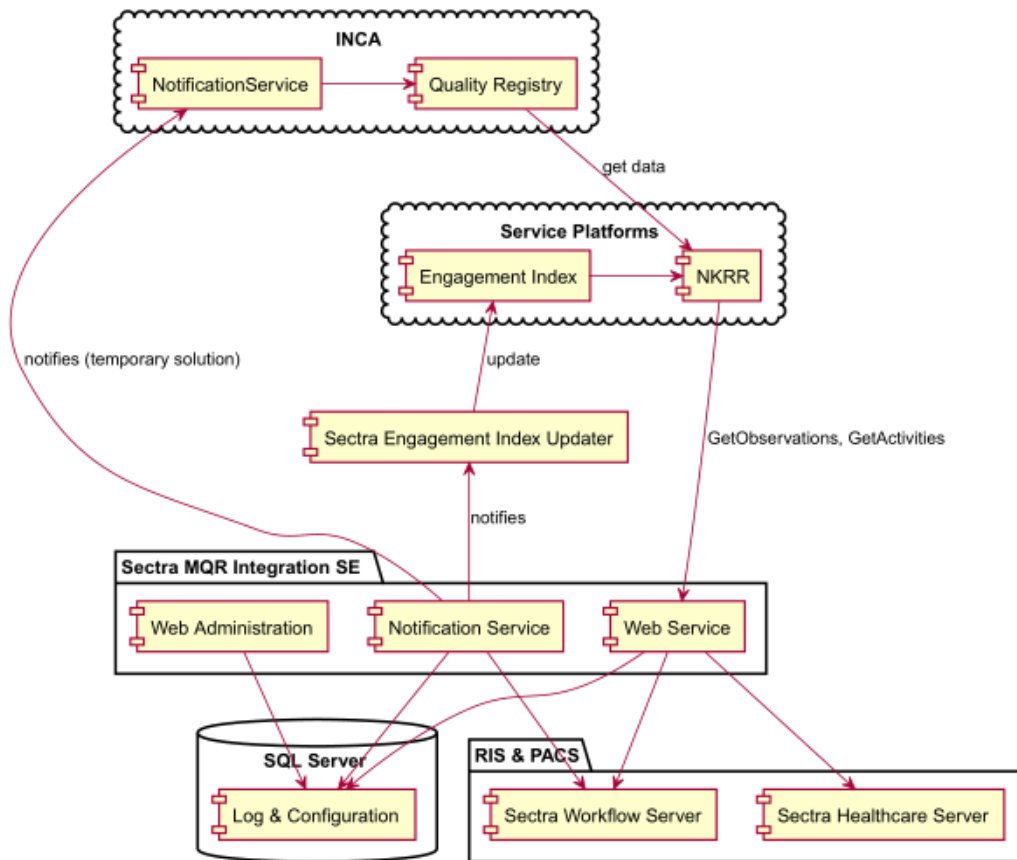 INCA
NotificationService
Quality Registry
get data
Service Platforms
Engagement Index
NKRR
notifies (temporary solution)
update
Sectra Engagement Index Updater
GetObservations, GetActivities
notifies
Sectra MQR Integration SE
Web Administration
Notification Service
Web Service
SQL Server
RIS & PACS
Log & Configuration
Sectra Workflow Server
Sectra Healthcare Server